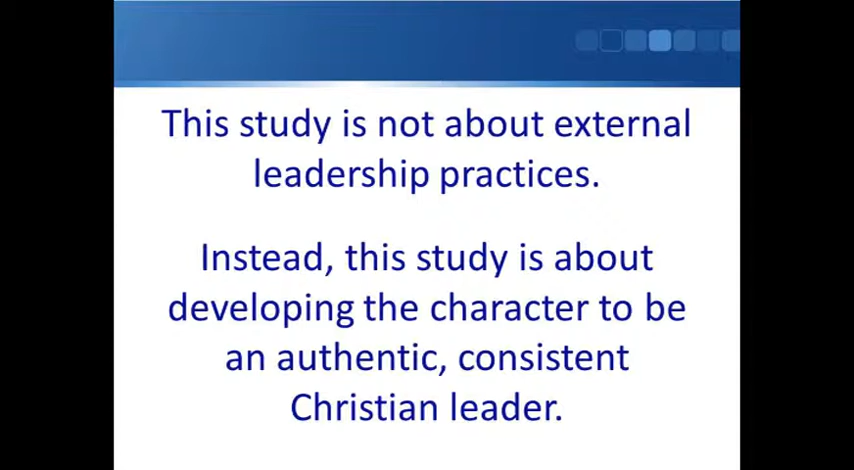 This study is not about external
leadership practices.
Instead, this study is about
developing the character to be
an authentic, consistent
Christian leader.